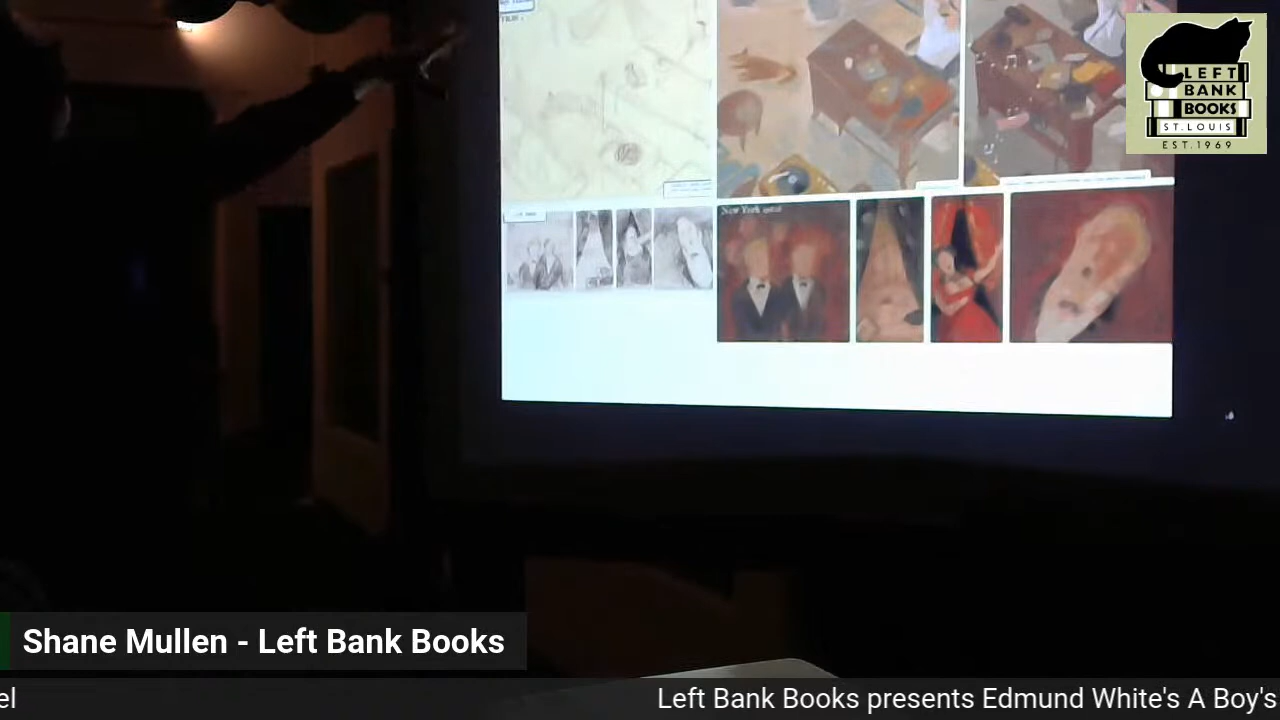 New York
LEFT
BANK
BOOKS
ST. LOUIS
EST. 1969
Shane Mullen - Left Bank Books
el
Left Bank Books presents Edmund White's A Boy's